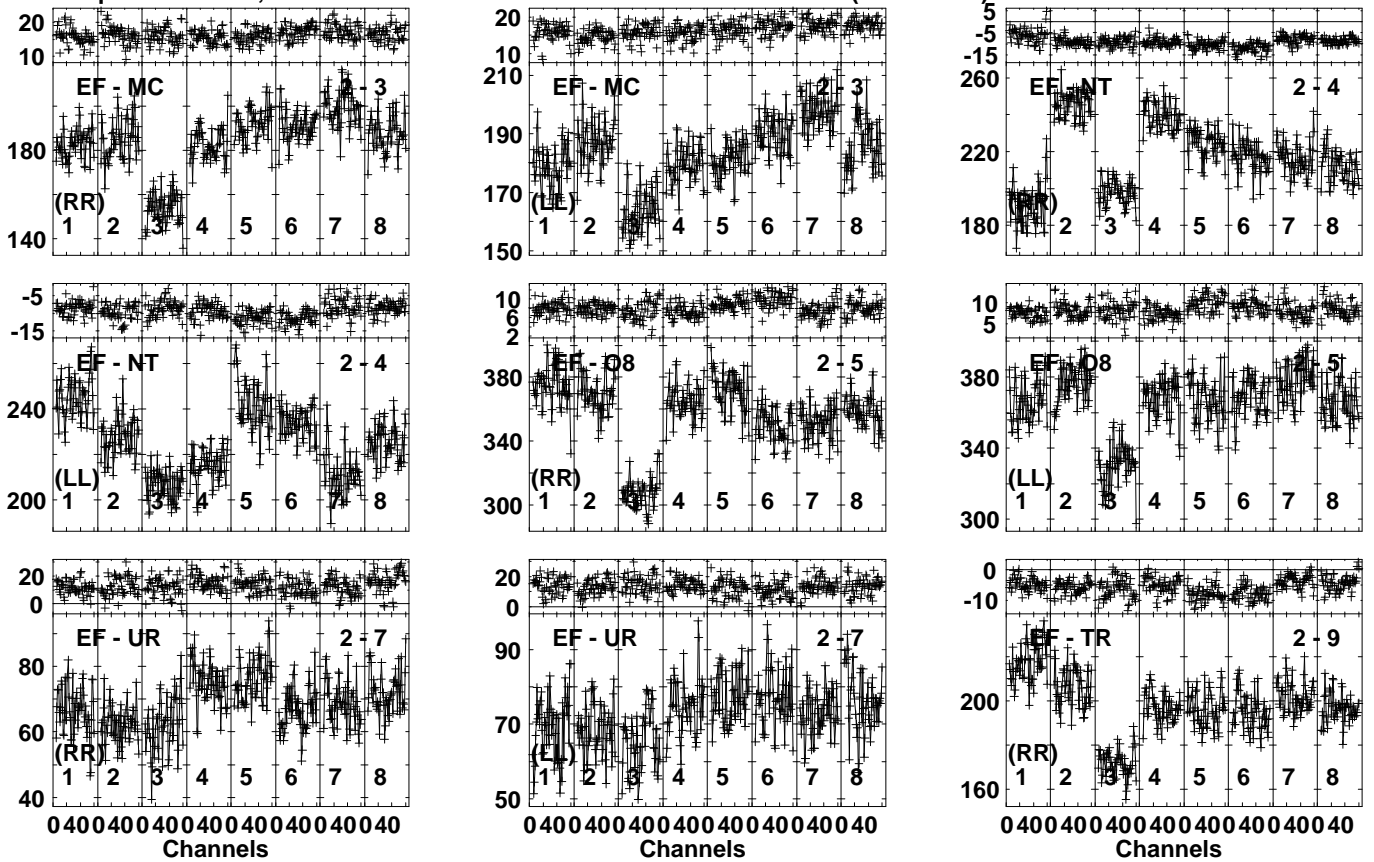 20
10
EF - MC 2 - 3
180
(RR)
1 2 3 4 5 6 7 8
140
20
10
210
EF - MC 2 - 3
190
170
(LL)
1 2 3 4 5 6 7 8
150
5
-5
-15
260
EF - NT 2 - 4
220
(RR)
180
1 2 3 4 5 6 7 8
-5
-15
EF - NT 2 - 4
240
(LL)
200
1 2 3 4 5 6 7 8
10
6
2
EF - O8 2 - 5
380
340
(RR)
300
1 2 3 4 5 6 7 8
10
5
EF - O8 2 - 5
380
340
(LL)
300
1 2 3 4 5 6 7 8
20
0
EF - UR 2 - 7
80
60
(RR)
1 2 3 4 5 6 7 8
40
0 40 0 40 0 40 0 40 0 40 0 40 0 40 0 40
Channels
20
0
EF - UR 2 - 7
90
70
(LL)
1 2 3 4 5 6 7 8
50
0 40 0 40 0 40 0 40 0 40 0 40 0 40 0 40
Channels
0
-10
EF - TR 2 - 9
200
(RR)
1 2 3 4 5 6 7 8
160
0 40 0 40 0 40 0 40 0 40 0 40 0 40 0 40
Channels